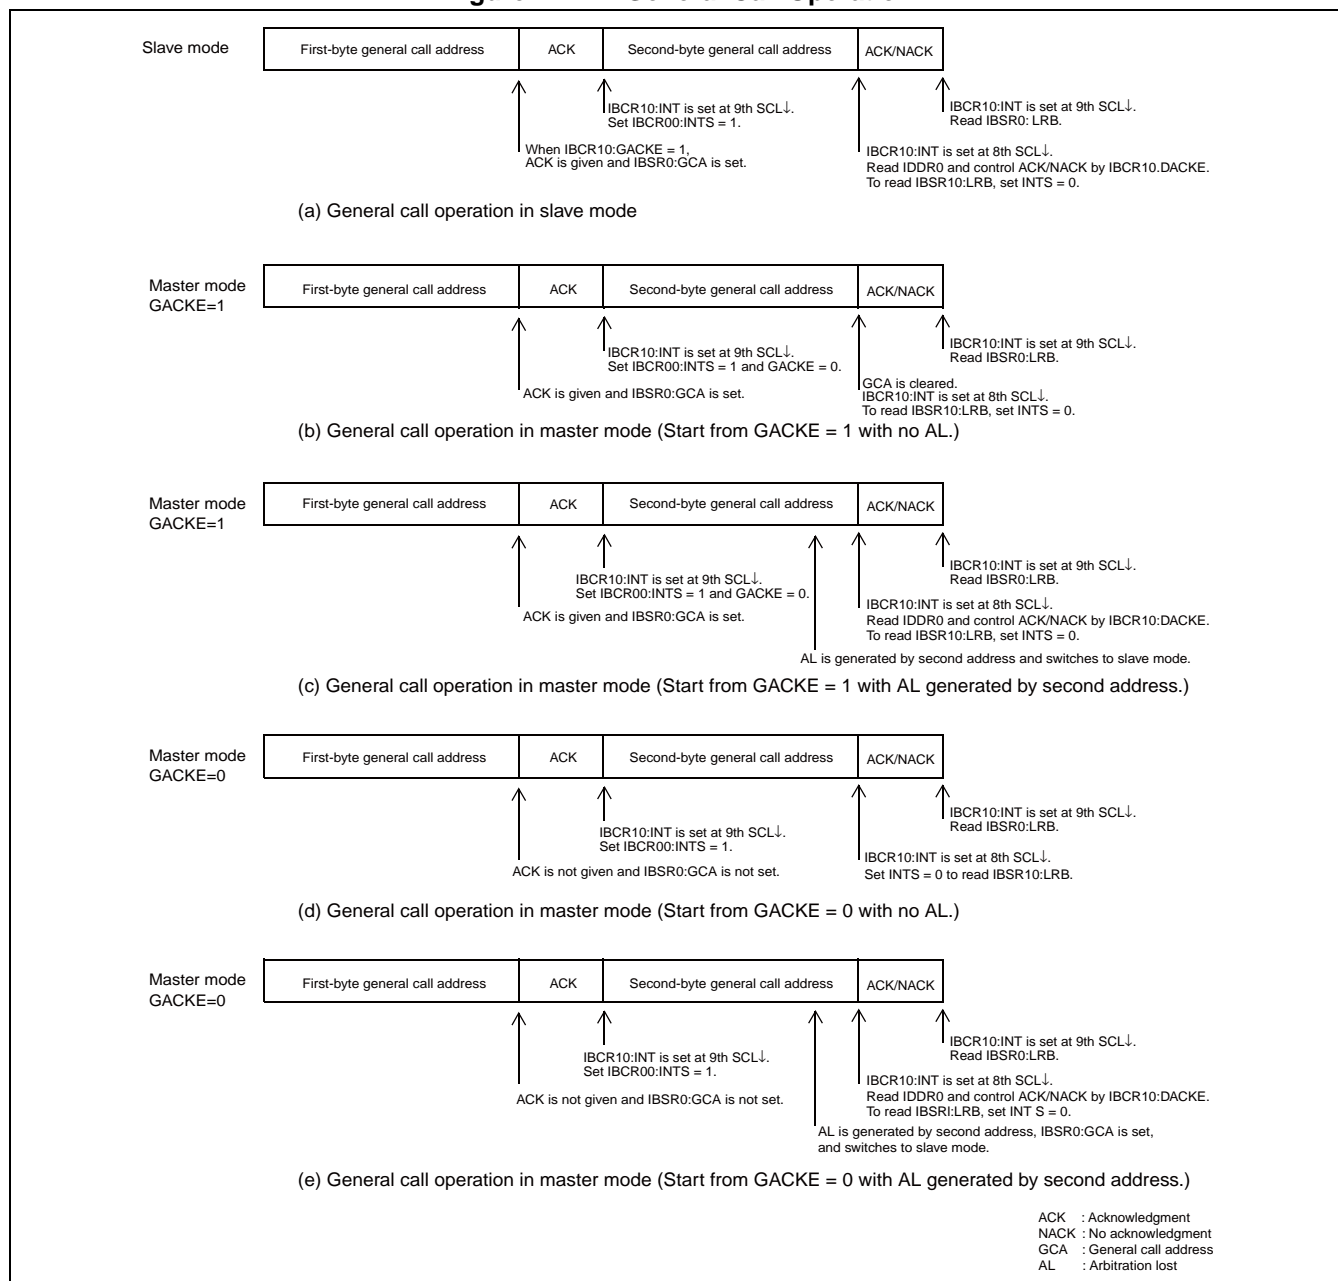 General Call Operation
Slave mode
First-byte general call address
ACK
Second-byte general call address
ACK/NACK
IBCR10:INT is set at 9th SCL↓.
Set IBCR00:INTS = 1.
IBCR10:INT is set at 9th SCL↓.
Read IBSR0: LRB.
When IBCR10:GACKE = 1,
ACK is given and IBSR0:GCA is set.
IBCR10:INT is set at 8th SCL↓.
Read IDDR0 and control ACK/NACK by IBCR10.DACKE.
To read IBSR10:LRB, set INTS = 0.
(a) General call operation in slave mode
Master mode
GACKE=1
First-byte general call address
ACK
Second-byte general call address
ACK/NACK
IBCR10:INT is set at 9th SCL↓.
Set IBCR00:INTS = 1 and GACKE = 0.
IBCR10:INT is set at 9th SCL↓.
Read IBSR0:LRB.
ACK is given and IBSR0:GCA is set.
GCA is cleared.
IBCR10:INT is set at 8th SCL↓.
To read IBSR10:LRB, set INTS = 0.
(b) General call operation in master mode (Start from GACKE = 1 with no AL.)
Master mode
GACKE=1
First-byte general call address
ACK
Second-byte general call address
ACK/NACK
IBCR10:INT is set at 9th SCL↓.
Set IBCR00:INTS = 1 and GACKE = 0.
IBCR10:INT is set at 9th SCL↓.
Read IBSR0:LRB.
ACK is given and IBSR0:GCA is set.
IBCR10:INT is set at 8th SCL↓.
Read IDDR0 and control ACK/NACK by IBCR10:DACKE.
To read IBSR10:LRB, set INTS = 0.
AL is generated by second address and switches to slave mode.
(c) General call operation in master mode (Start from GACKE = 1 with AL generated by second address.)
Master mode
GACKE=0
First-byte general call address
ACK
Second-byte general call address
ACK/NACK
IBCR10:INT is set at 9th SCL↓.
Set IBCR00:INTS = 1.
IBCR10:INT is set at 9th SCL↓.
Read IBSR0:LRB.
ACK is not given and IBSR0:GCA is not set.
IBCR10:INT is set at 8th SCL↓.
Set INTS = 0 to read IBSR10:LRB.
(d) General call operation in master mode (Start from GACKE = 0 with no AL.)
Master mode
GACKE=0
First-byte general call address
ACK
Second-byte general call address
ACK/NACK
IBCR10:INT is set at 9th SCL↓.
Set IBCR00:INTS = 1.
IBCR10:INT is set at 9th SCL↓.
Read IBSR0:LRB.
ACK is not given and IBSR0:GCA is not set.
IBCR10:INT is set at 8th SCL↓.
Read IDDR0 and control ACK/NACK by IBCR10:DACKE.
To read IBSRI:LRB, set INT S = 0.
AL is generated by second address, IBSR0:GCA is set,
and switches to slave mode.
(e) General call operation in master mode (Start from GACKE = 0 with AL generated by second address.)
ACK : Acknowledgment
NACK : No acknowledgment
GCA : General call address
AL : Arbitration lost